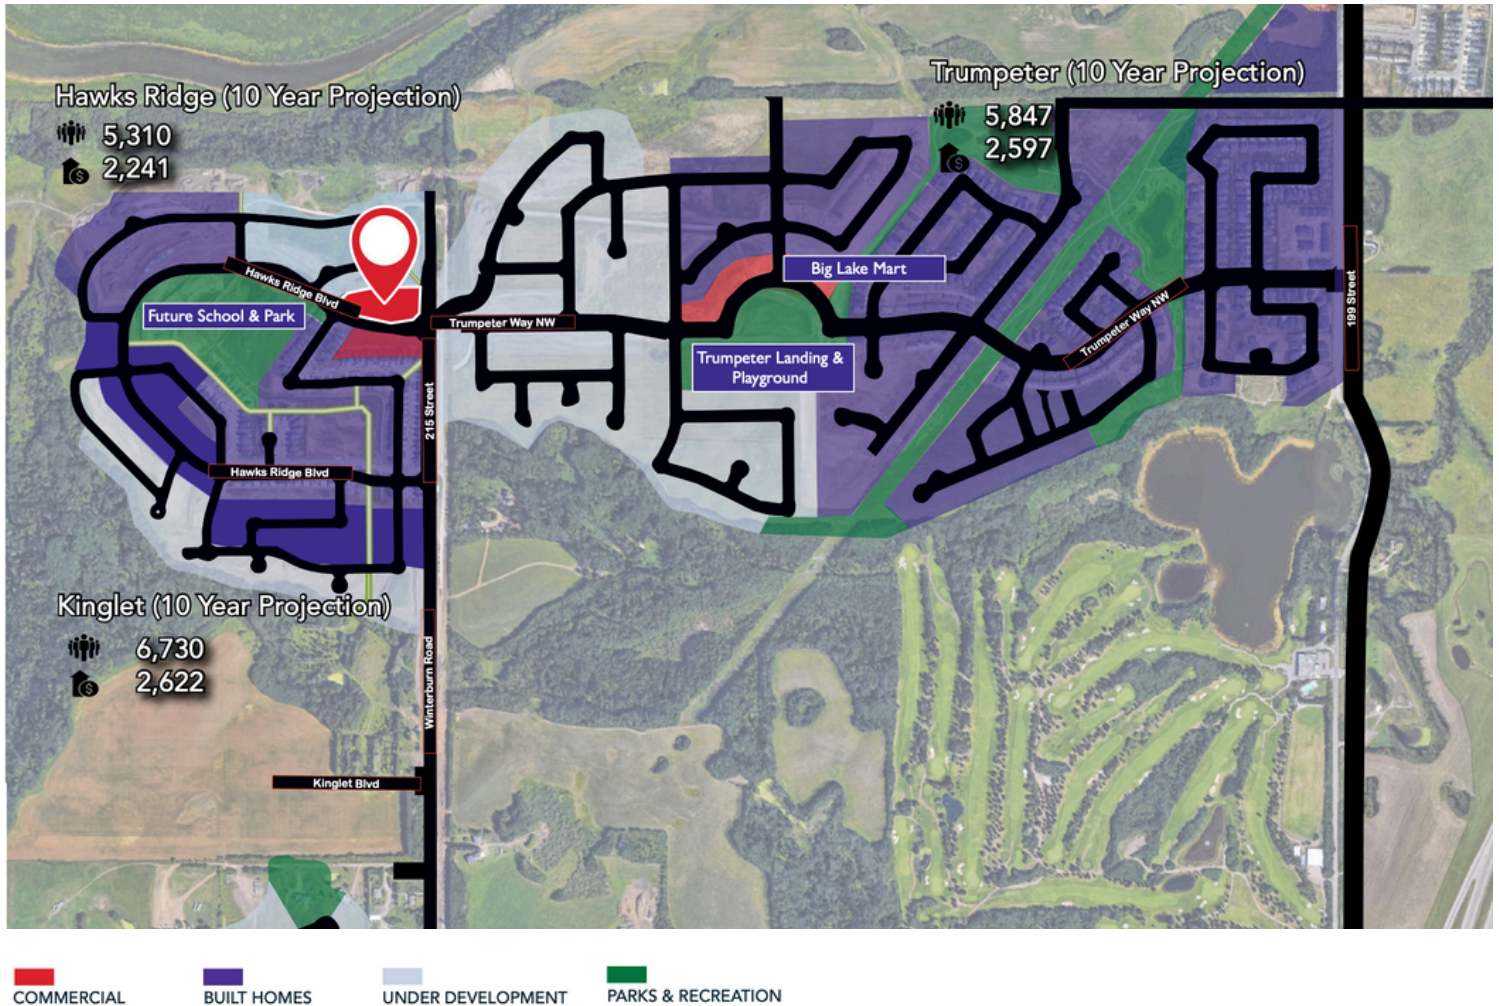 Hawks Ridge (10 Year Projection)
5,310
2,241
Trumpeter (10 Year Projection)
5,847
2,597
Hawks Ridge Blvd
Future School & Park
Trumpeter Way NW
Big Lake Mart
Trumpeter Landing &
Playground
Trumpeter Way NW
199 Street
215 Street
Hawks Ridge Blvd
Kinglet (10 Year Projection)
6,730
2,622
Winterburn Road
Kinglet Blvd
COMMERCIAL
BUILT HOMES
UNDER DEVELOPMENT
PARKS & RECREATION